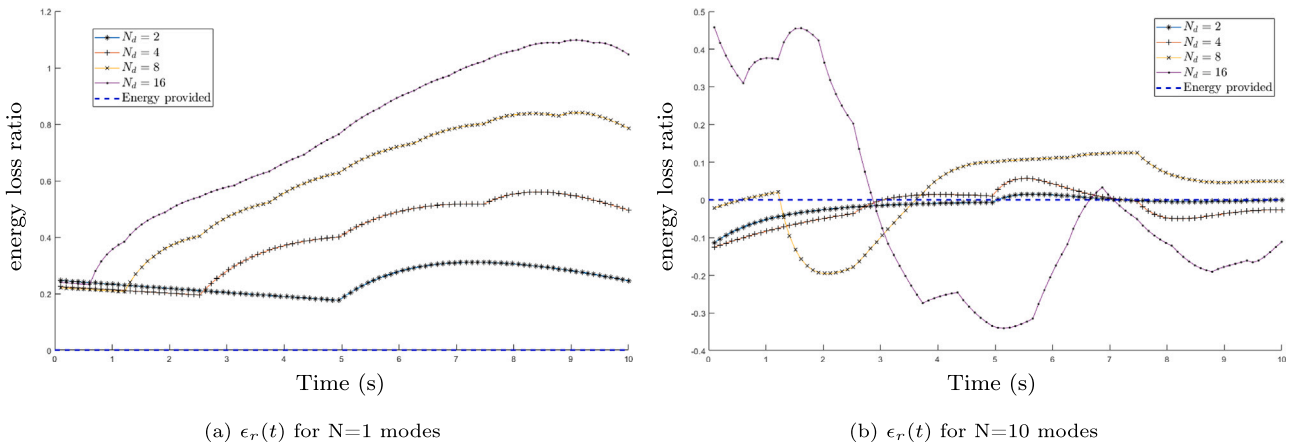 1.2
1
0.8
0.6
0.4
0.2
0
N_d = 2
N_d = 4
N_d = 8
N_d = 16
Energy provided
energy loss ratio
0 1 2 3 4 5 6 7 8 9 10
Time (s)
(a) ϵ_r(t) for N=1 modes
0.5
0.4
0.3
0.2
0.1
0
-0.1
-0.2
-0.3
-0.4
N_d = 2
N_d = 4
N_d = 8
N_d = 16
Energy provided
energy loss ratio
0 1 2 3 4 5 6 7 8 9 10
Time (s)
(b) ϵ_r(t) for N=10 modes